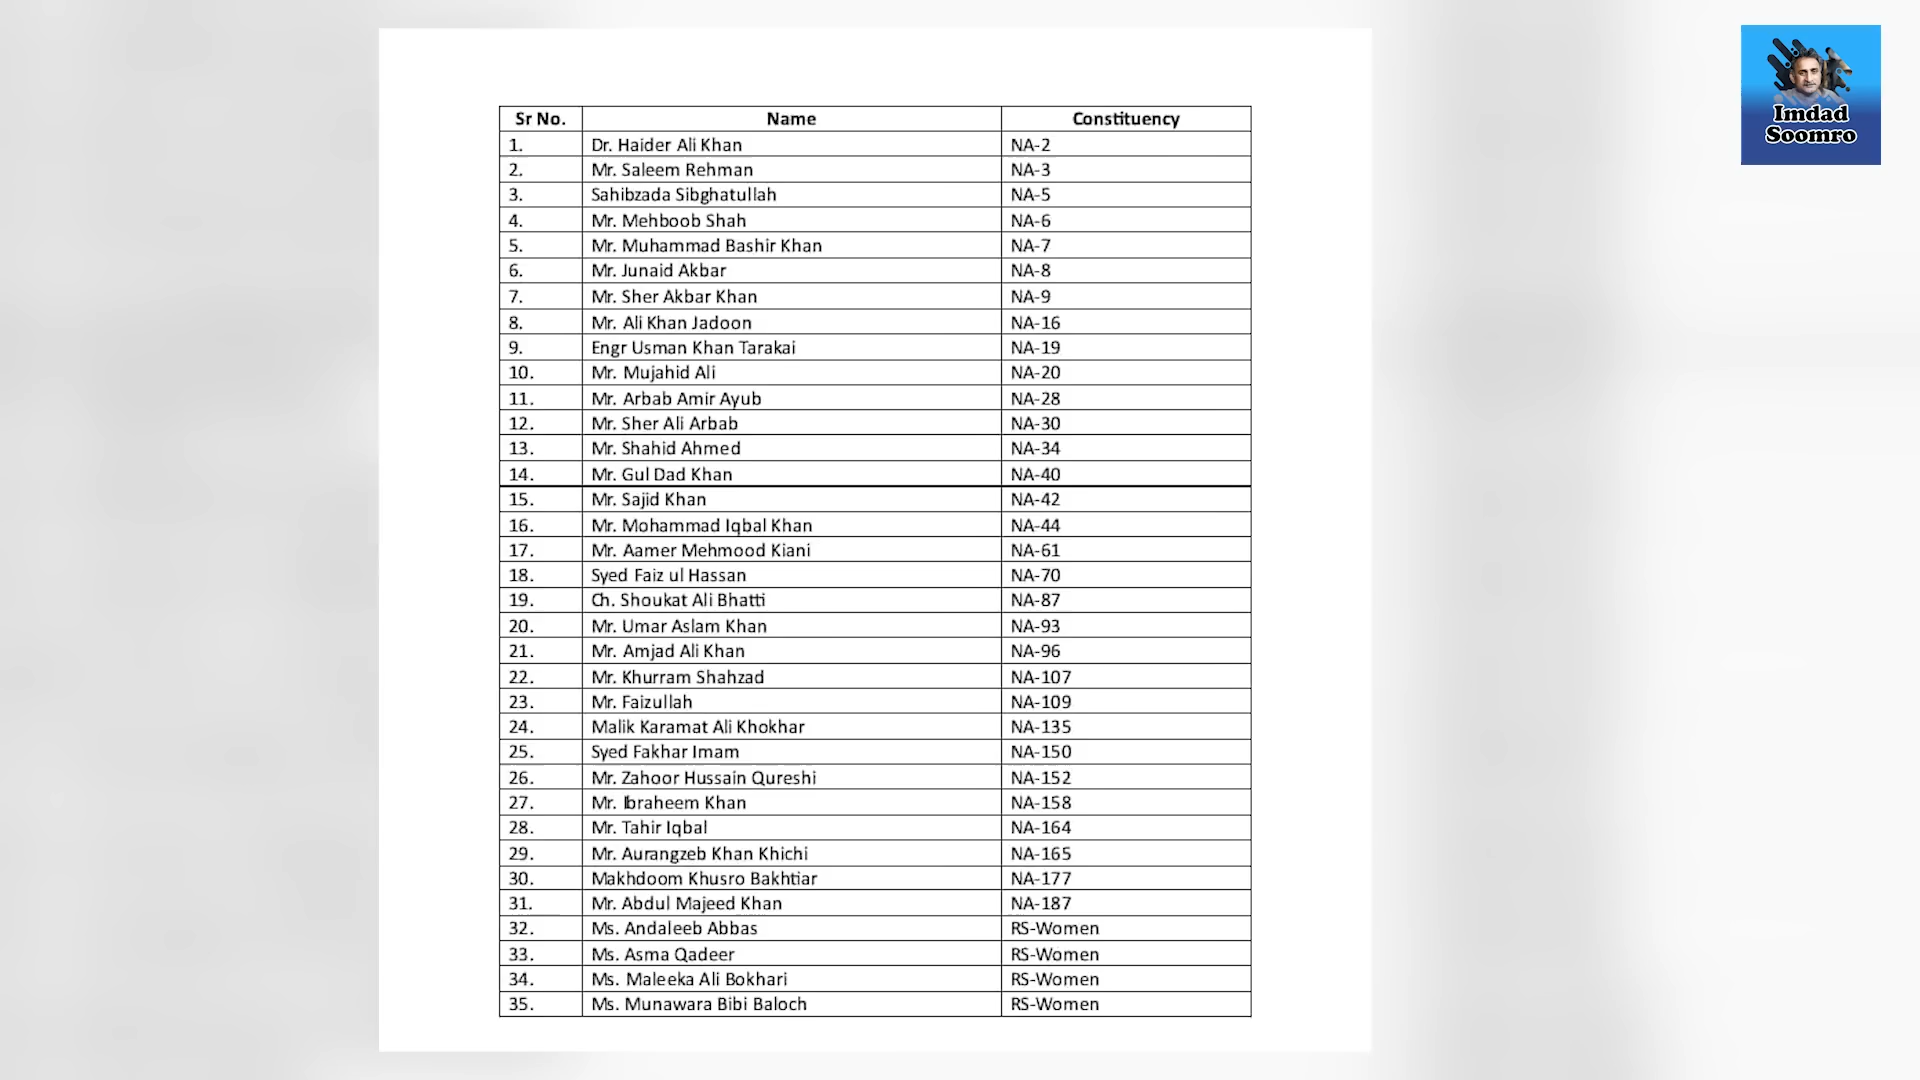 Sr No. Name Constituency
1. Dr. Haider Ali Khan NA-2
2. Mr. Saleem Rehman NA-3
3. Sahibzada Sibghatullah NA-5
4. Mr. Mehboob Shah NA-6
5. Mr. Muhammad Bashir Khan NA-7
6. Mr. Junaid Akbar NA-8
7. Mr. Sher Akbar Khan NA-9
8. Mr. Ali Khan Jadoon NA-16
9. Engr Usman Khan Tarakai NA-19
10. Mr. Mujahid Ali NA-20
11. Mr. Arbab Amir Ayub NA-28
12. Mr. Sher Ali Arbab NA-30
13. Mr. Shahid Ahmed NA-34
14. Mr. Gul Dad Khan NA-40
15. Mr. Sajid Khan NA-42
16. Mr. Mohammad Iqbal Khan NA-44
17. Mr. Aamer Mehmood Kiani NA-61
18. Syed Faiz ul Hassan NA-70
19. Ch. Shoukat Ali Bhatti NA-87
20. Mr. Umar Aslam Khan NA-93
21. Mr. Amjad Ali Khan NA-96
22. Mr. Khurram Shahzad NA-107
23. Mr. Faizullah NA-109
24. Malik Karamat Ali Khokhar NA-135
25. Syed Fakhar Imam NA-150
26. Mr. Zahoor Hussain Qureshi NA-152
27. Mr. Ibraheem Khan NA-158
28. Mr. Tahir Iqbal NA-164
29. Mr. Aurangzeb Khan Khichi NA-165
30. Makhdoom Khusro Bakhtiar NA-177
31. Mr. Abdul Majeed Khan NA-187
32. Ms. Andaleeb Abbas RS-Women
33. Ms. Asma Qadeer RS-Women
34. Ms. Maleeka Ali Bokhari RS-Women
35. Ms. Munawara Bibi Baloch RS-Women
Imdad
Soomro